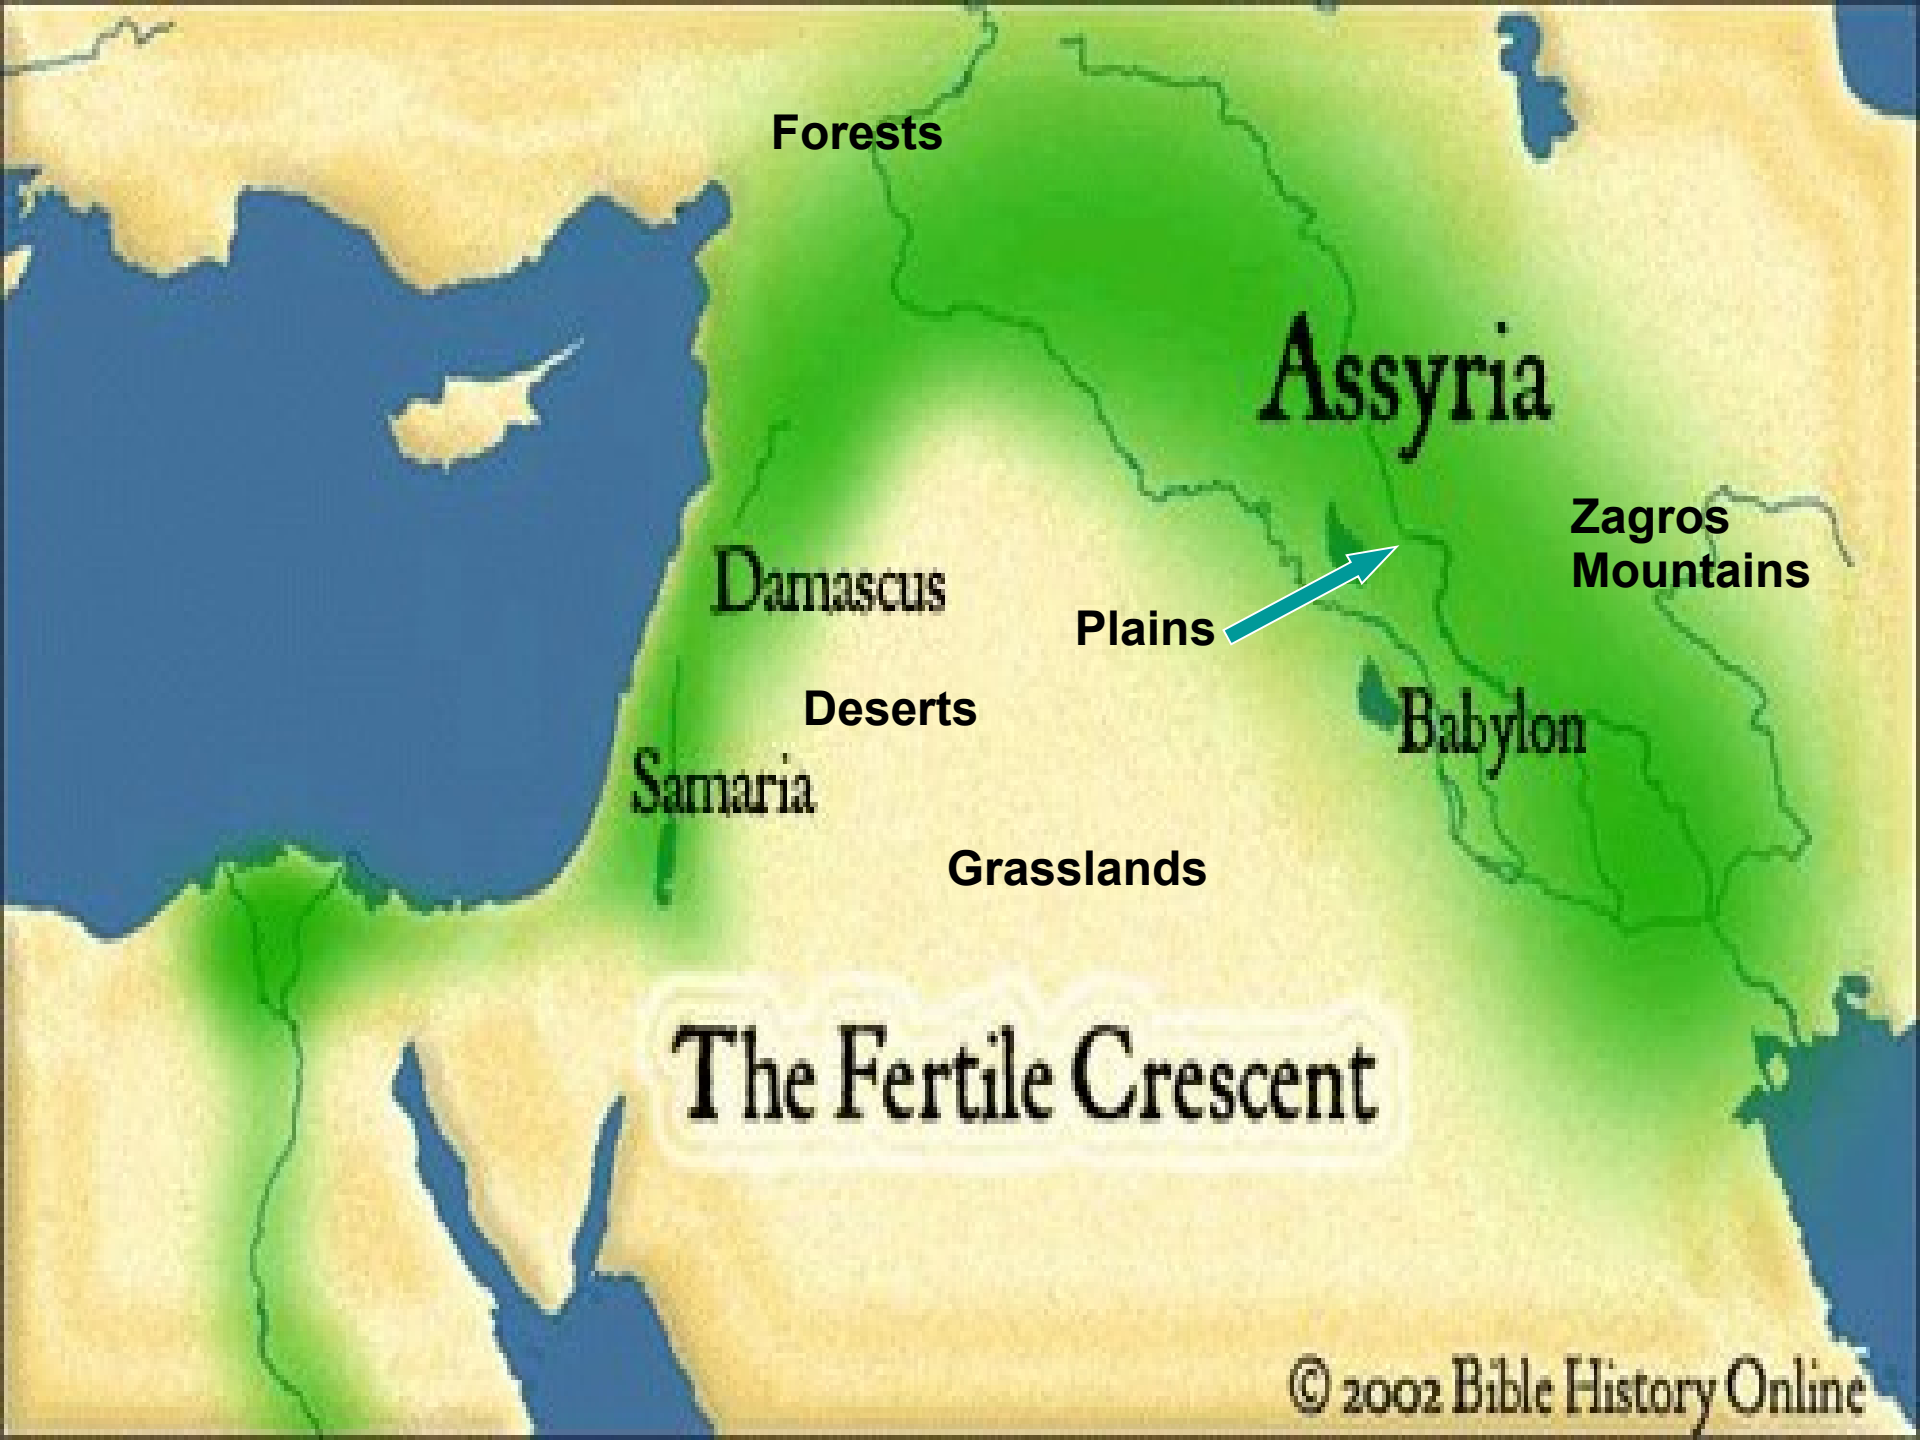 Forests
Assyria
Zagros
Mountains
Damascus
Plains
Deserts
Babylon
Samaria
Grasslands
The Fertile Crescent
© 2002 Bible History Online